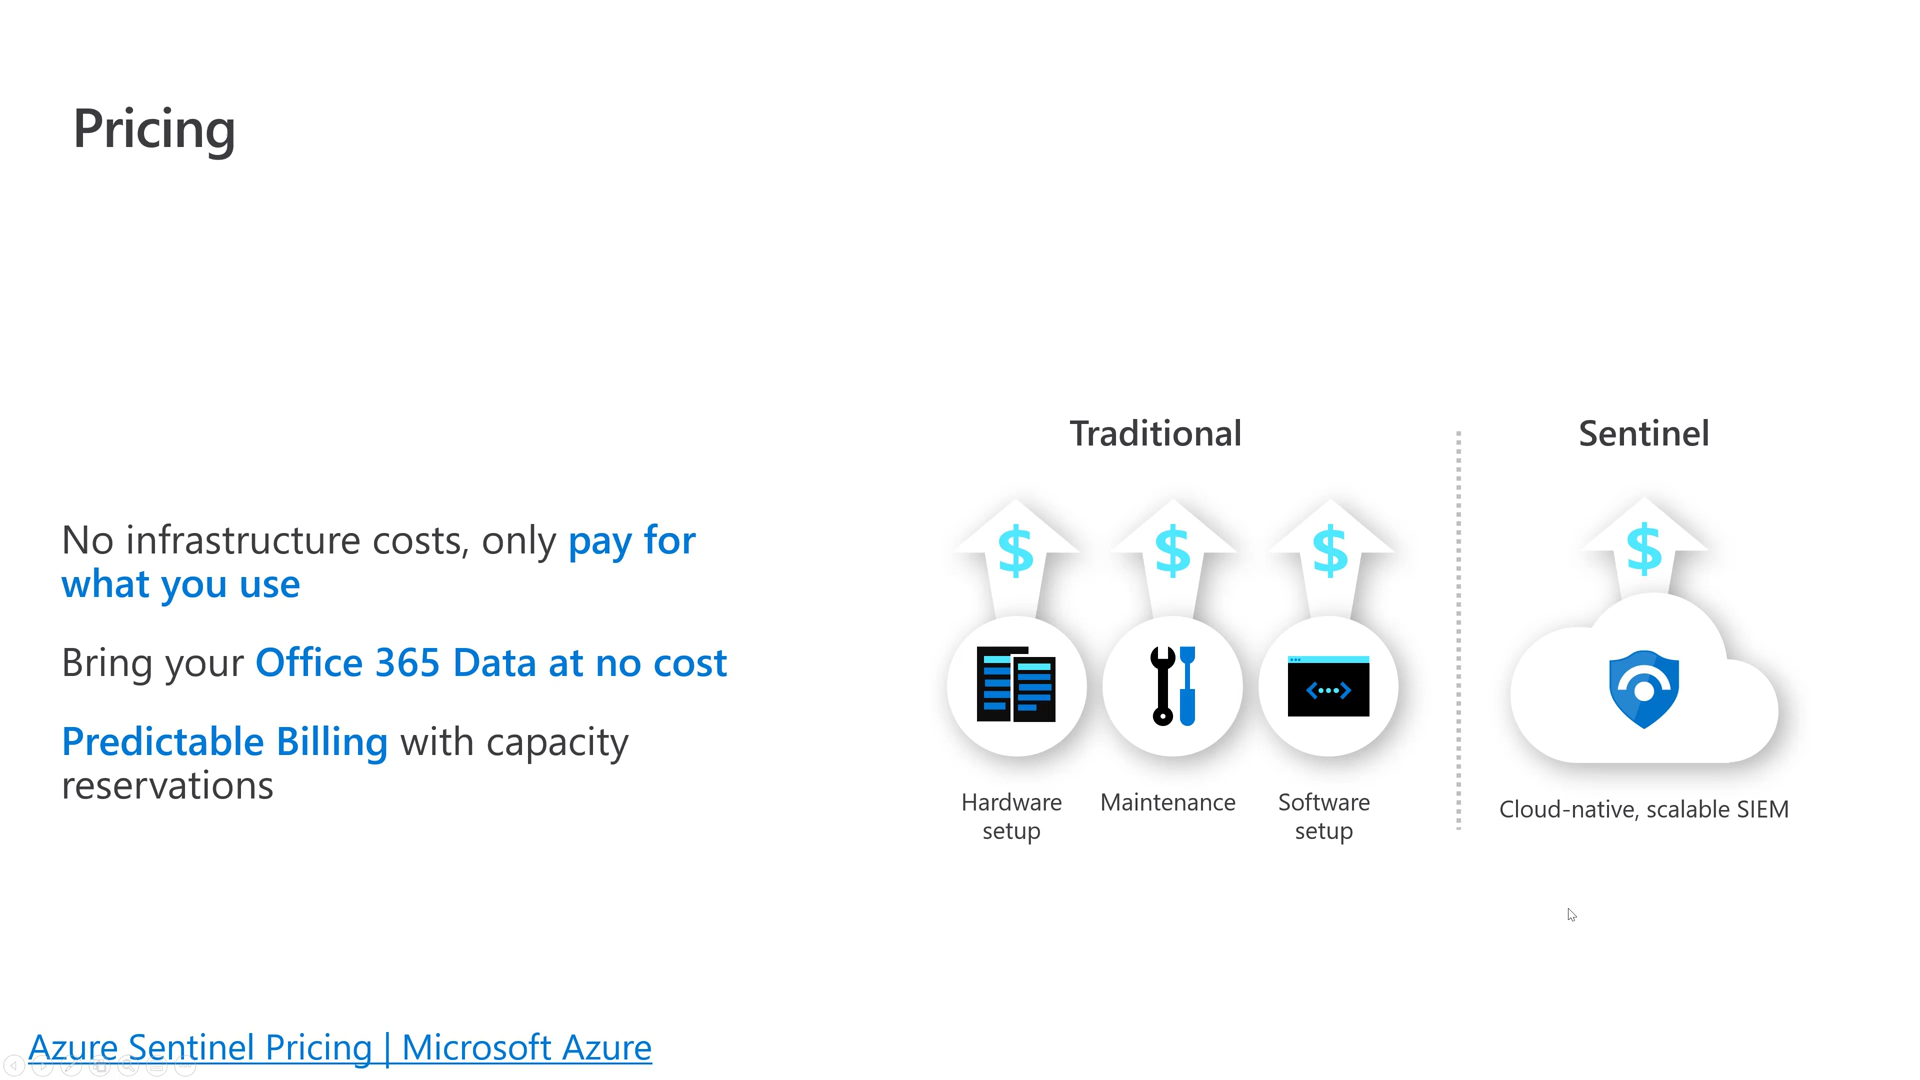 Pricing
No infrastructure costs, only pay for
what you use
Bring your Office 365 Data at no cost
Predictable Billing with capacity
reservations
Traditional
Sentinel
$ $ $ $
Hardware
setup
Maintenance
Software
setup
Cloud-native, scalable SIEM
Azure Sentinel Pricing | Microsoft Azure